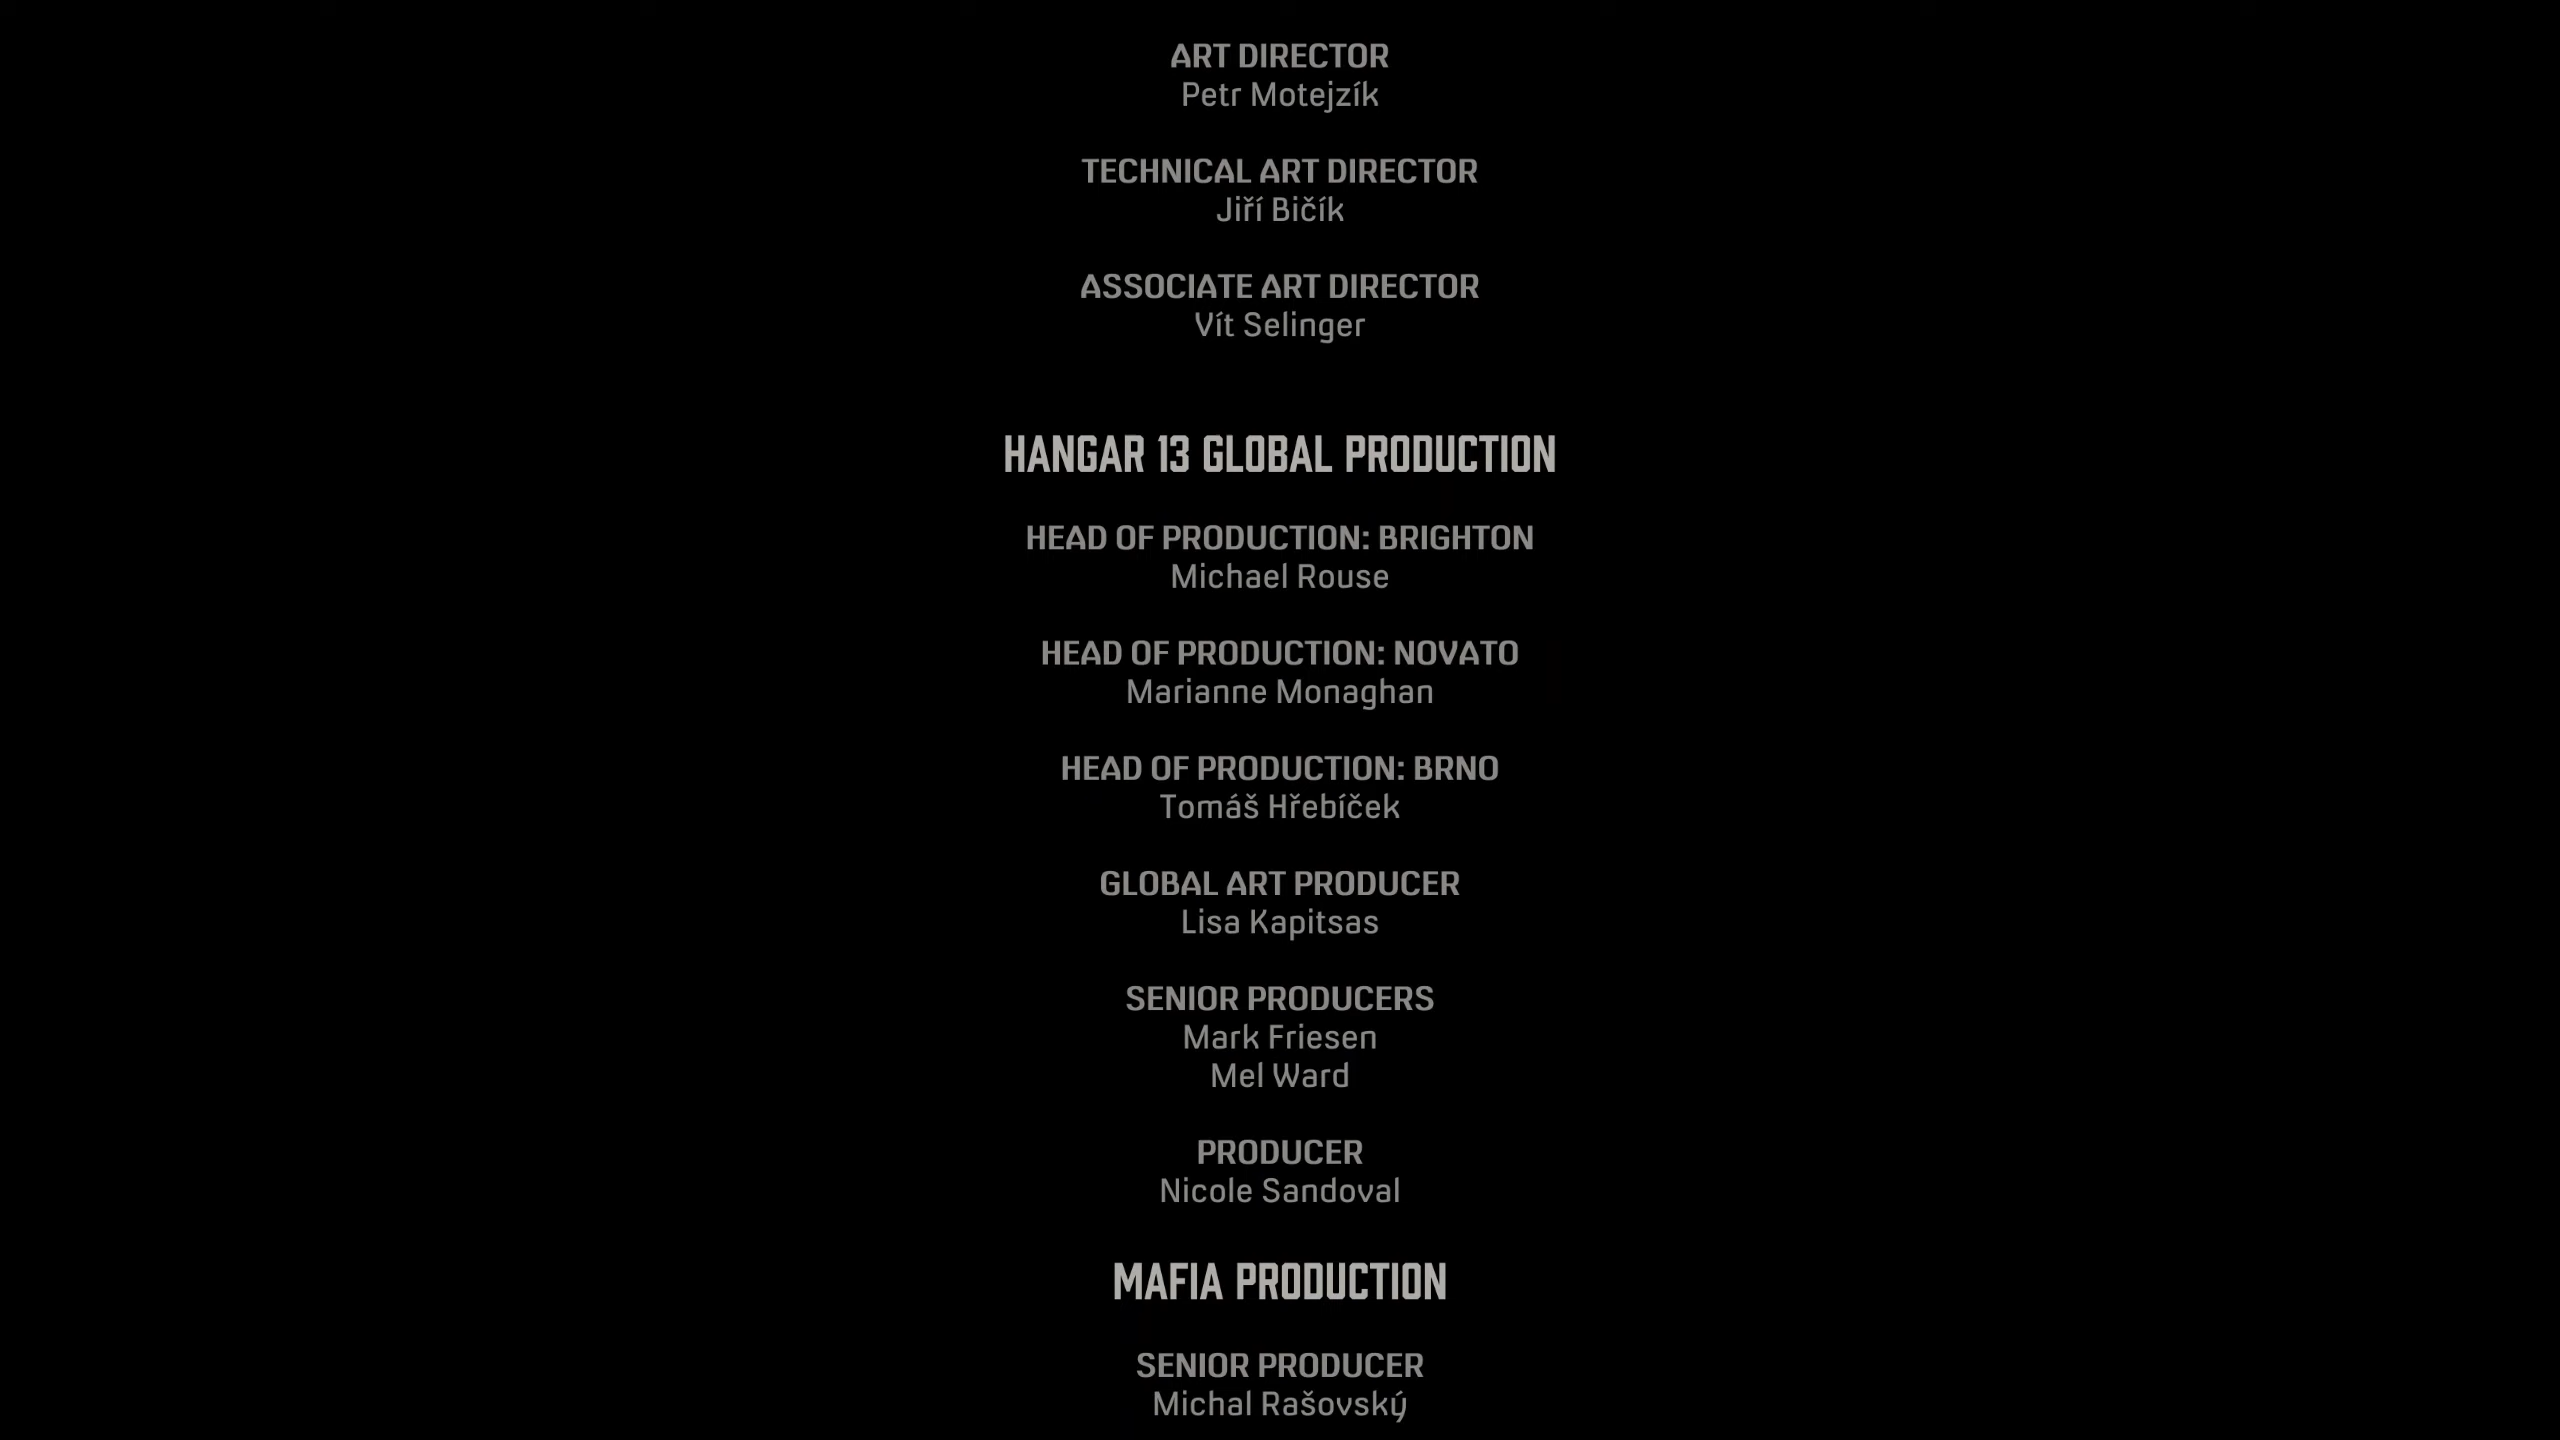 ART DIRECTOR
Petr Motejzík
TECHNICAL ART DIRECTOR
Jiří Bičík
ASSOCIATE ART DIRECTOR
Vít Selinger
HANGAR 13 GLOBAL PRODUCTION
HEAD OF PRODUCTION: BRIGHTON
Michael Rouse
HEAD OF PRODUCTION: NOVATO
Marianne Monaghan
HEAD OF PRODUCTION: BRNO
Tomáš Hřebíček
GLOBAL ART PRODUCER
Lisa Kapitsas
SENIOR PRODUCERS
Mark Friesen
Mel Ward
PRODUCER
Nicole Sandoval
MAFIA PRODUCTION
SENIOR PRODUCER
Michal Rašovský